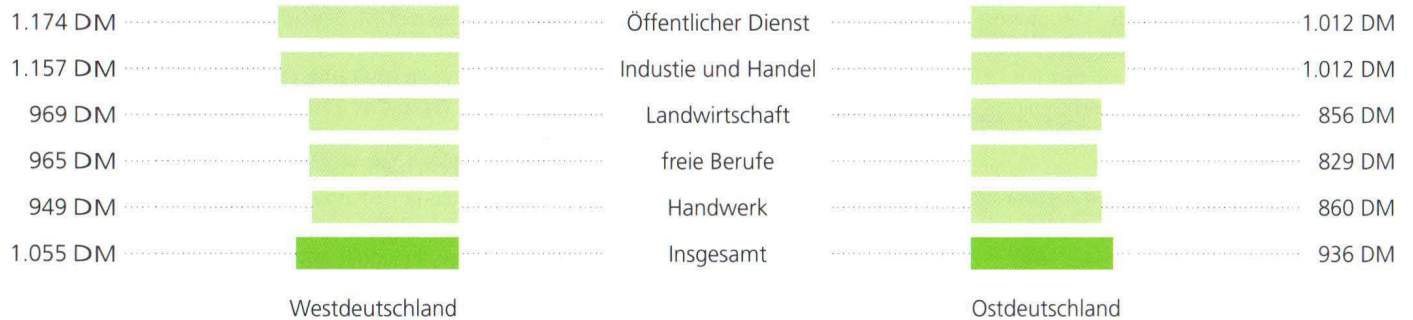 1.174 DM Öffentlicher Dienst 1.012 DM
1.157 DM Industie und Handel 1.012 DM
969 DM Landwirtschaft 856 DM
965 DM freie Berufe 829 DM
949 DM Handwerk 860 DM
1.055 DM Insgesamt 936 DM
Westdeutschland Ostdeutschland